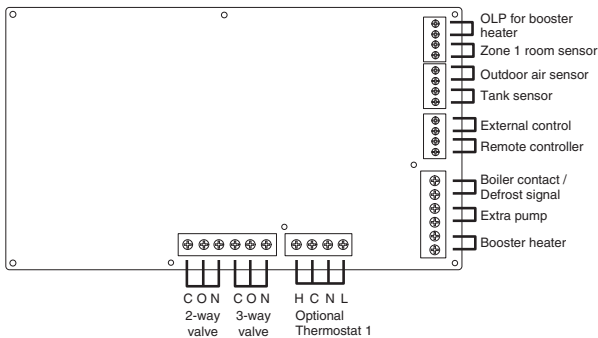 OLP for booster
heater
Zone 1 room sensor
Outdoor air sensor
Tank sensor
External control
Remote controller
Boiler contact /
Defrost signal
Extra pump
Booster heater
C O N C O N H C N L
2-way 3-way Optional
valve valve Thermostat 1